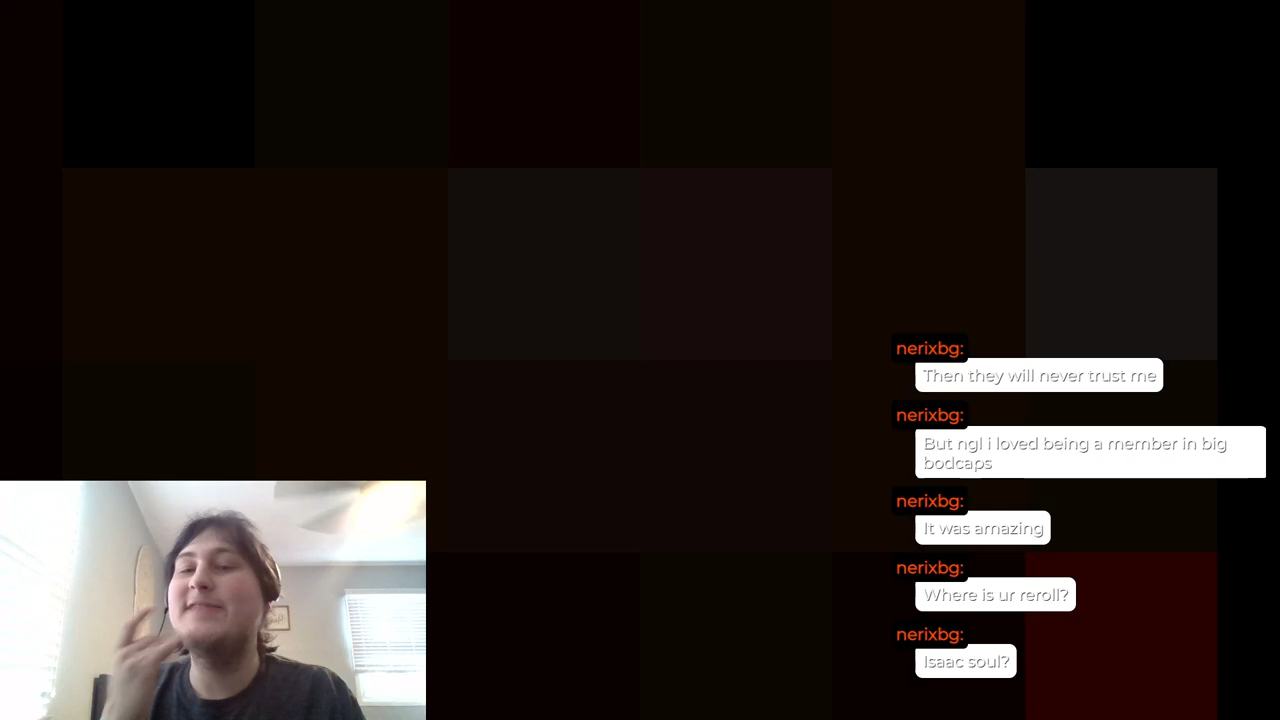 nerixbg:
Then they will never trust me
nerixbg:
But ngl i loved being a member in big
bodcaps
nerixbg:
It was amazing
nerixbg:
Where is ur reroll?
nerixbg:
Isaac soul?